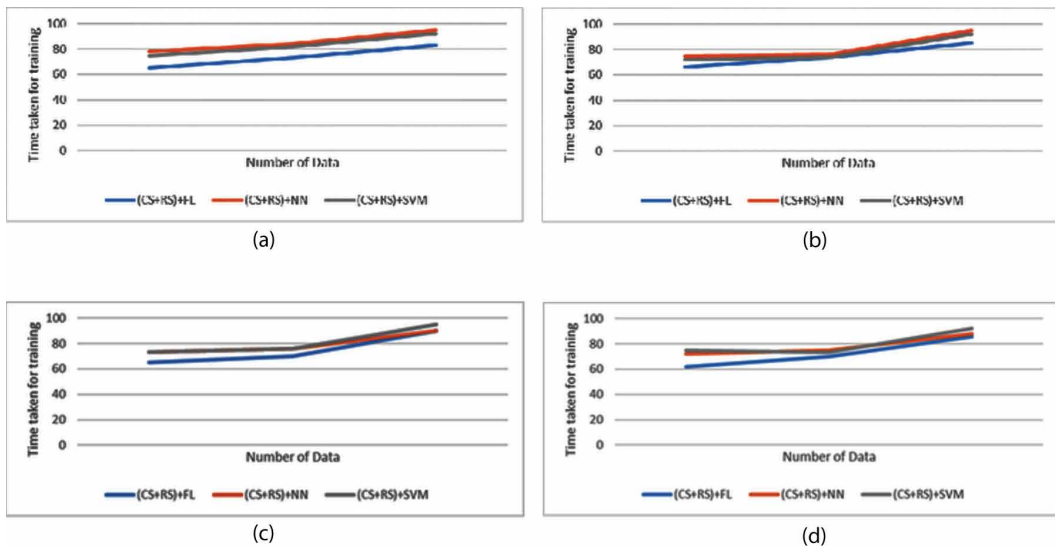 100
80
60
40
20
0
Time taken for training
Number of Data
(CS+RS)+FL (CS+RS)+NN (CS+RS)+SVM
(a)
100
80
60
40
20
0
Time taken for training
Number of Data
(CS+RS)+FL (CS+RS)+NN (CS+RS)+SVM
(b)
100
80
60
40
20
0
Time taken for training
Number of Data
(CS+RS)+FL (CS+RS)+NN (CS+RS)+SVM
(c)
100
80
60
40
20
0
Time taken for training
Number of Data
(CS+RS)+FL (CS+RS)+NN (CS+RS)+SVM
(d)